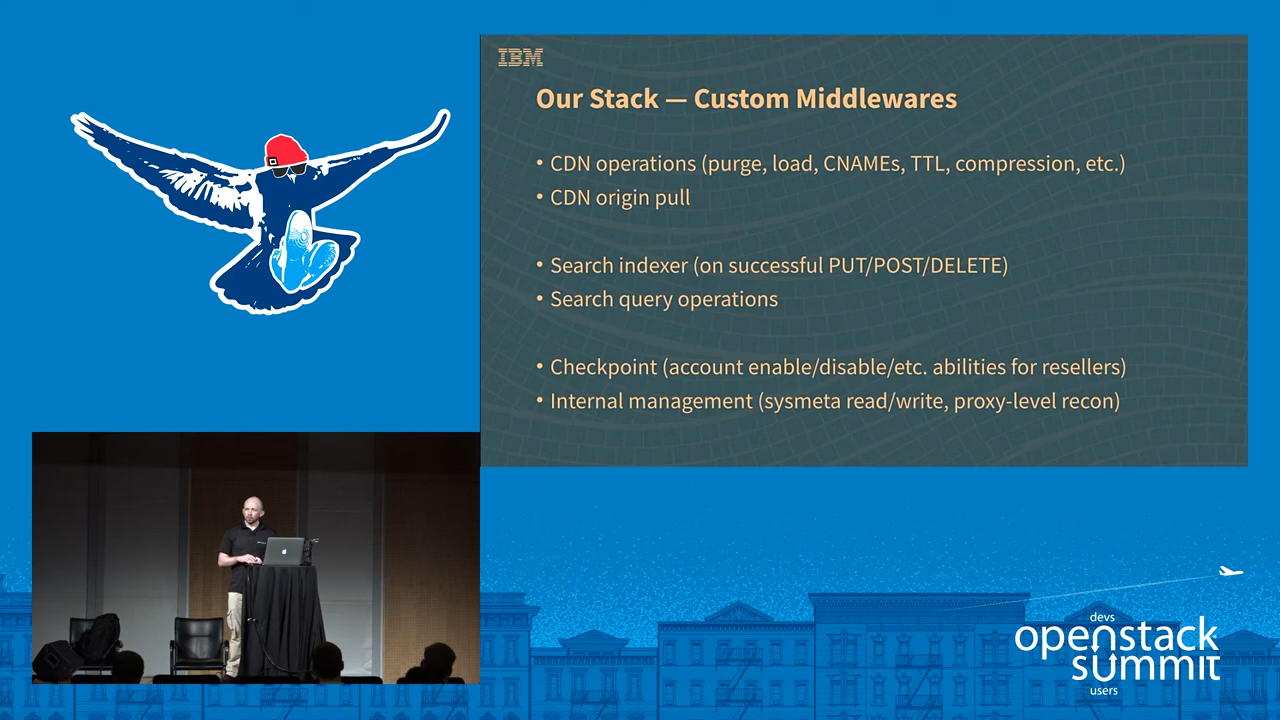 IBM
Our Stack — Custom Middlewares
• CDN operations (purge, load, CNAMEs, TTL, compression, etc.)
• CDN origin pull
• Search indexer (on successful PUT/POST/DELETE)
• Search query operations
• Checkpoint (account enable/disable/etc. abilities for resellers)
• Internal management (sysmeta read/write, proxy-level recon)
devs
openstack
summit
users